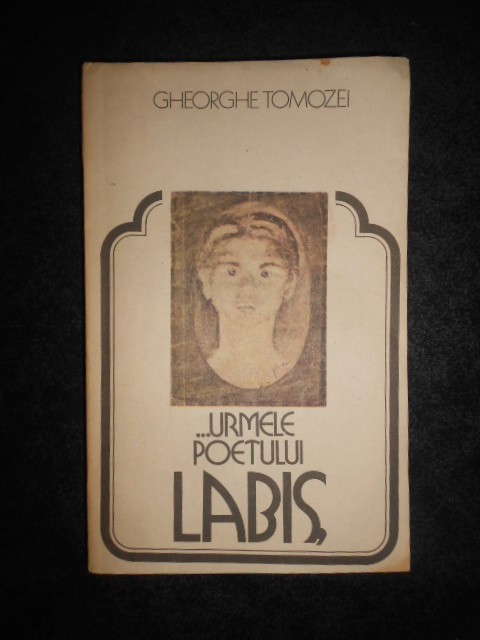 GHEORGHE TOMOZEI
...URMELE
POETULUI
LABIȘ